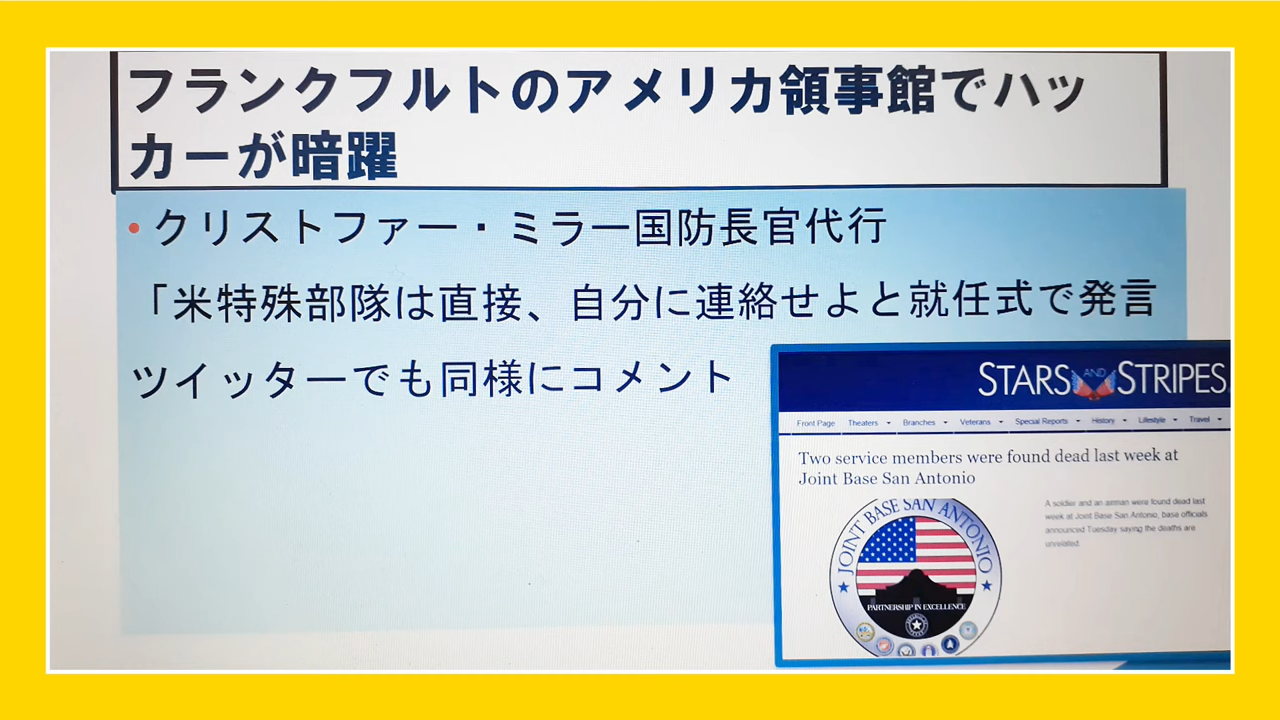 フランクフルトのアメリカ領事館でハッ
カーが暗躍
・クリストファー・ミラー国防長官代行
「米特殊部隊は直接、自分に連絡せよと就任式で発言
ツイッターでも同様にコメント
STARS AND STRIPES
Front Page Theaters Branches Veterans Special Reports History Lifestyle Travel
Two service members were found dead last week at
Joint Base San Antonio
A soldier and an airman were found dead last
week at Joint Base San Antonio, base officials
announced Tuesday saying the deaths are
unrelated.
JOINT BASE SAN ANTONIO
PARTNERSHIP IN EXCELLENCE